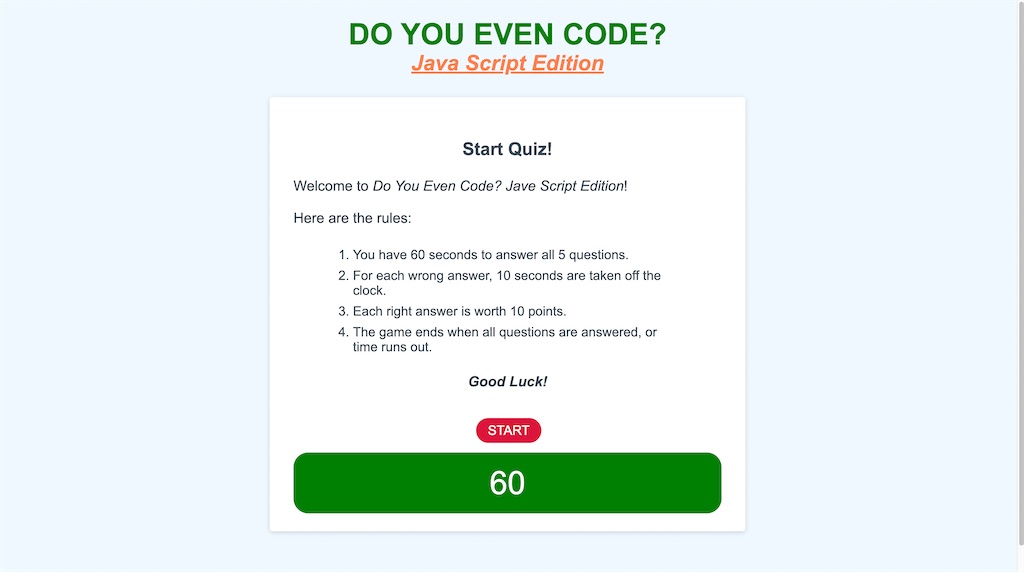 DO YOU EVEN CODE?
Java Script Edition
Start Quiz!
Welcome to Do You Even Code? Jave Script Edition!
Here are the rules:
1. You have 60 seconds to answer all 5 questions.
2. For each wrong answer, 10 seconds are taken off the
clock.
3. Each right answer is worth 10 points.
4. The game ends when all questions are answered, or
time runs out.
Good Luck!
START
60